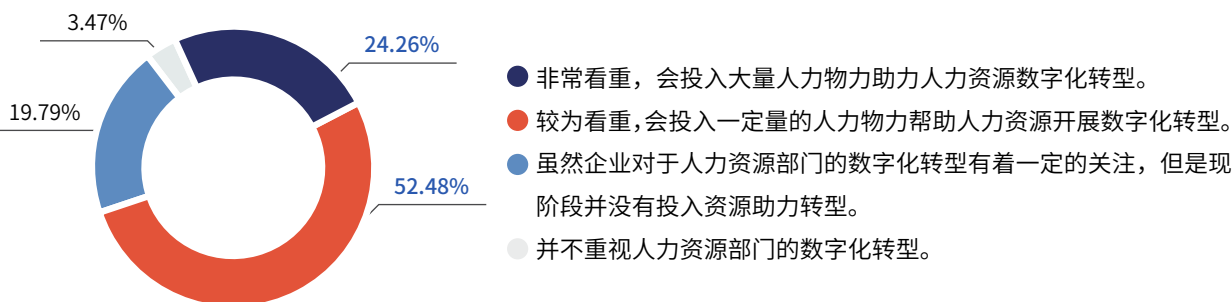 3.47%
24.26%
19.79%
52.48%
非常看重，会投入大量人力物力助力人力资源数字化转型。
较为看重，会投入一定量的人力物力帮助人力资源开展数字化转型。
虽然企业对于人力资源部门的数字化转型有着一定的关注，但是现
阶段并没有投入资源助力转型。
并不重视人力资源部门的数字化转型。